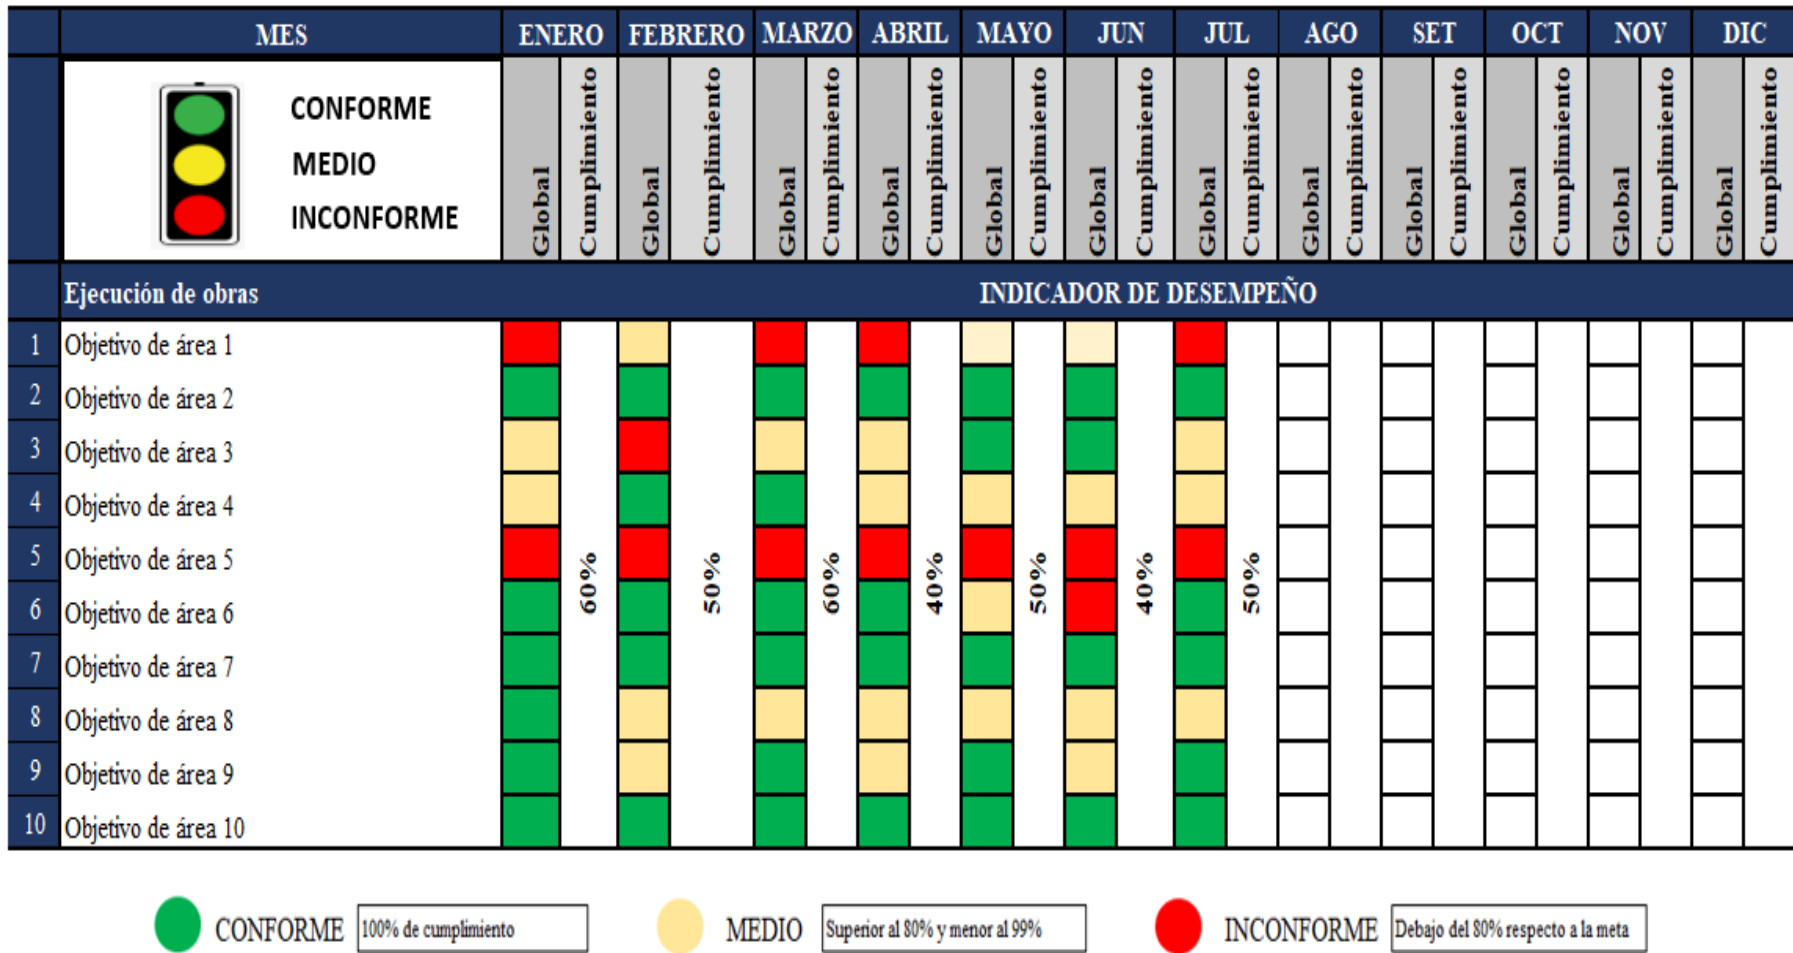 MES ENERO FEBRERO MARZO ABRIL MAYO JUN JUL AGO SET OCT NOV DIC
CONFORME
MEDIO
INCONFORME
Global Cumplimiento Global Cumplimiento Global Cumplimiento Global Cumplimiento Global Cumplimiento Global Cumplimiento Global Cumplimiento Global Cumplimiento Global Cumplimiento Global Cumplimiento Global Cumplimiento Global Cumplimiento
Ejecución de obras INDICADOR DE DESEMPEÑO
1 Objetivo de área 1
2 Objetivo de área 2
3 Objetivo de área 3
4 Objetivo de área 4
5 Objetivo de área 5
60% 50% 60% 40% 50% 40% 50%
6 Objetivo de área 6
7 Objetivo de área 7
8 Objetivo de área 8
9 Objetivo de área 9
10 Objetivo de área 10
CONFORME 100% de cumplimiento MEDIO Superior al 80% y menor al 99% INCONFORME Debajo del 80% respecto a la meta